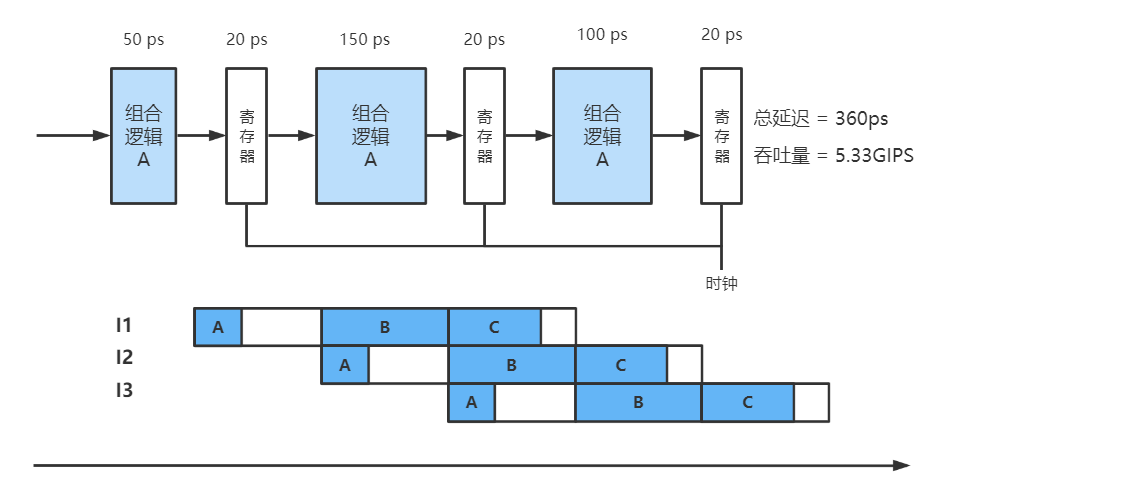 50 ps
20 ps
150 ps
20 ps
100 ps
20 ps
组合
逻辑
A
寄
存
器
组合
逻辑
A
寄
存
器
组合
逻辑
A
寄
存
器
总延迟 = 360ps
吞吐量 = 5.33GIPS
时钟
I1
A
B
C
I2
A
B
C
I3
A
B
C